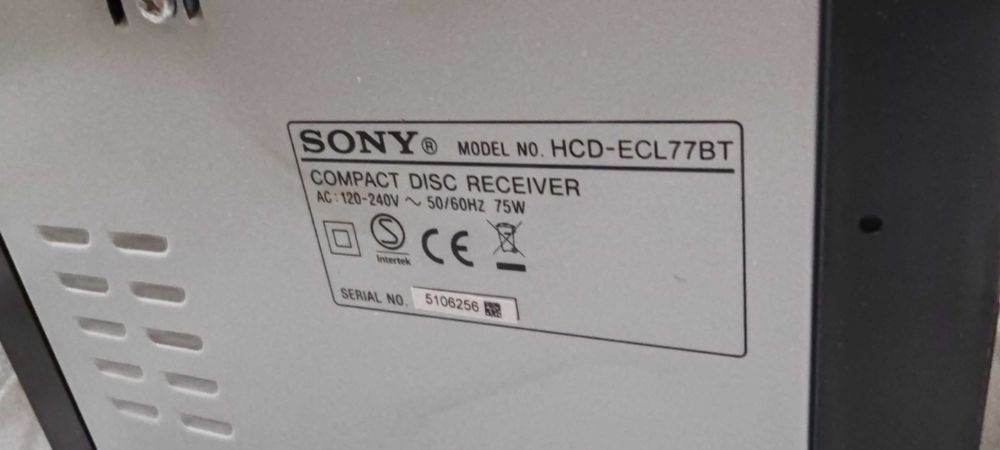 SONY® MODEL NO. HCD-ECL77BT
COMPACT DISC RECEIVER
AC: 120-240V ~ 50/60HZ 75W
S
Intertek
CE
SERIAL NO. 5106256